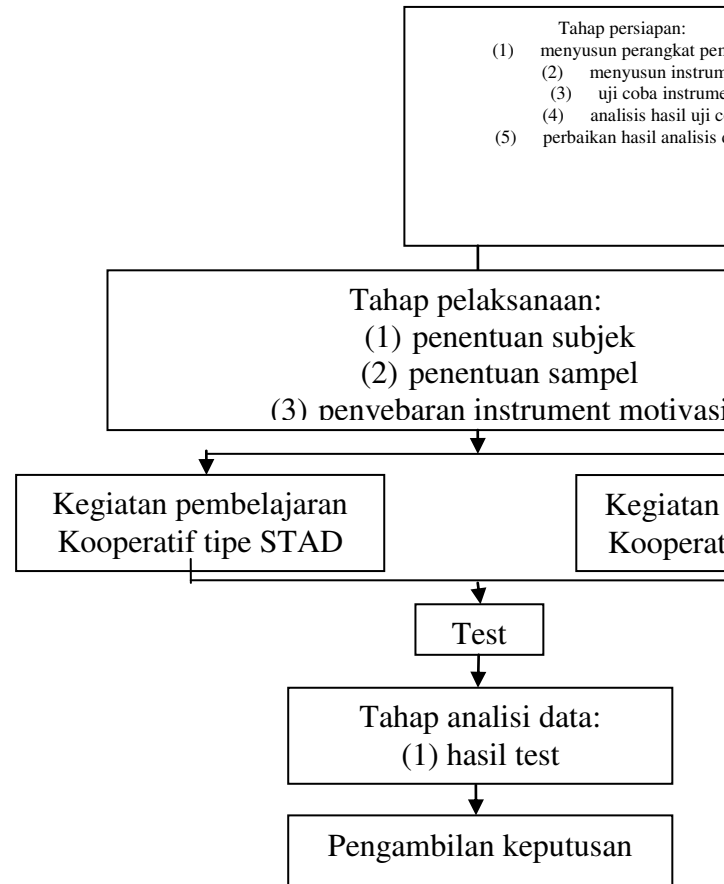 Tahap persiapan:
(1) menyusun perangkat pem
(2) menyusun instrum
(3) uji coba instrume
(4) analisis hasil uji co
(5) perbaikan hasil analisis
Tahap pelaksanaan:
(1) penentuan subjek
(2) penentuan sampel
(3) penyebaran instrument motivasi
Kegiatan pembelajaran
Kooperatif tipe STAD
Kegiatan
Kooperat
Test
Tahap analisi data:
(1) hasil test
Pengambilan keputusan